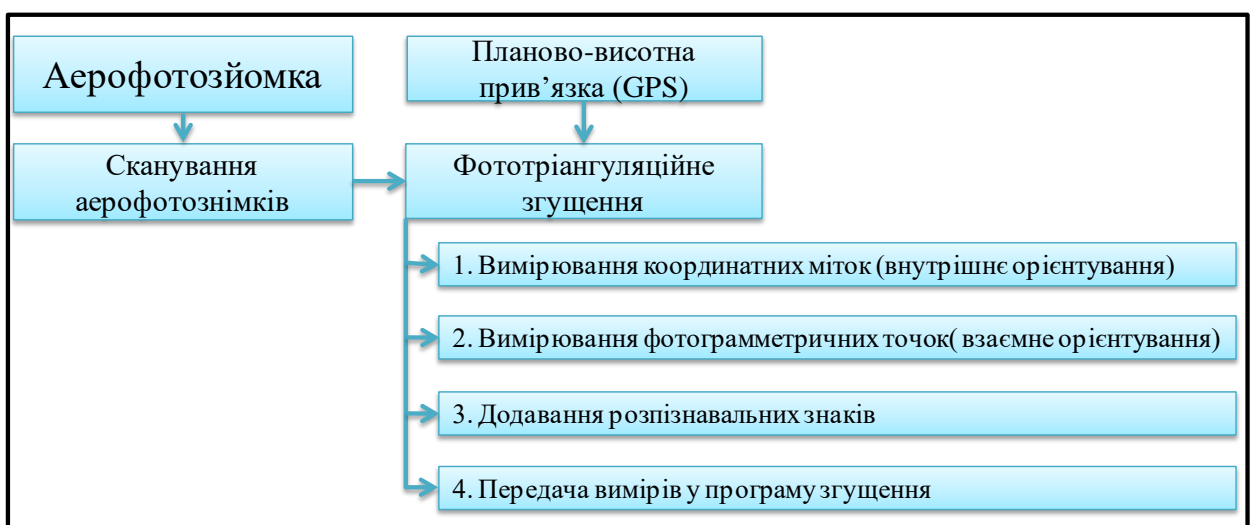 Аерофотозйомка
Планово-висотна
прив’язка (GPS)
Сканування
аерофотознімків
Фототріангуляційне
згущення
1. Вимірювання координатних міток (внутрішнє орієнтування)
2. Вимірювання фотограмметричних точок( взаємне орієнтування)
3. Додавання розпізнавальних знаків
4. Передача вимірів у програму згущення